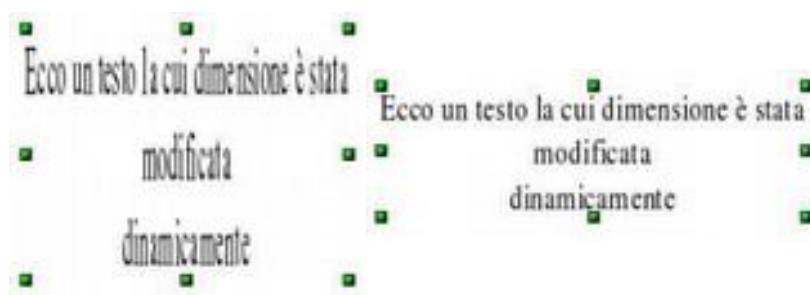 Ecco un testo la cui dimensione è stata
modificata
dinamicamente
Ecco un testo la cui dimensione è stata
modificata
dinamicamente